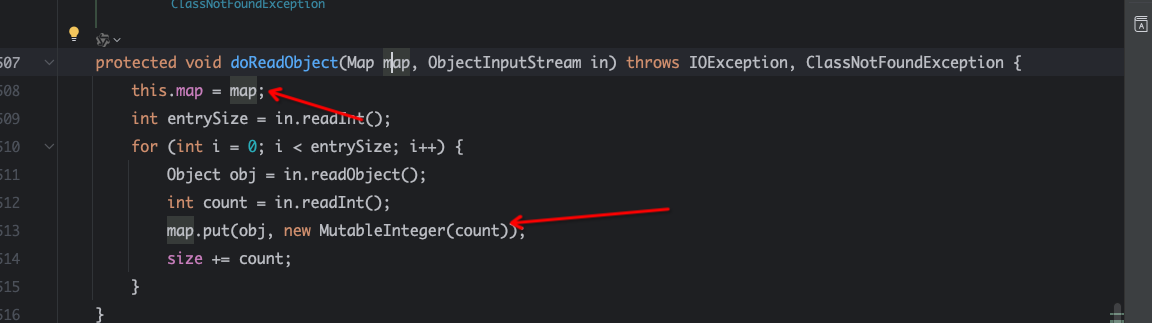 ClassNotFoundException
507 protected void doReadObject(Map map, ObjectInputStream in) throws IOException, ClassNotFoundException {
508 this.map = map;
509 int entrySize = in.readInt();
510 for (int i = 0; i < entrySize; i++) {
511 Object obj = in.readObject();
512 int count = in.readInt();
513 map.put(obj, new MutableInteger(count));
514 size += count;
515 }
516 }